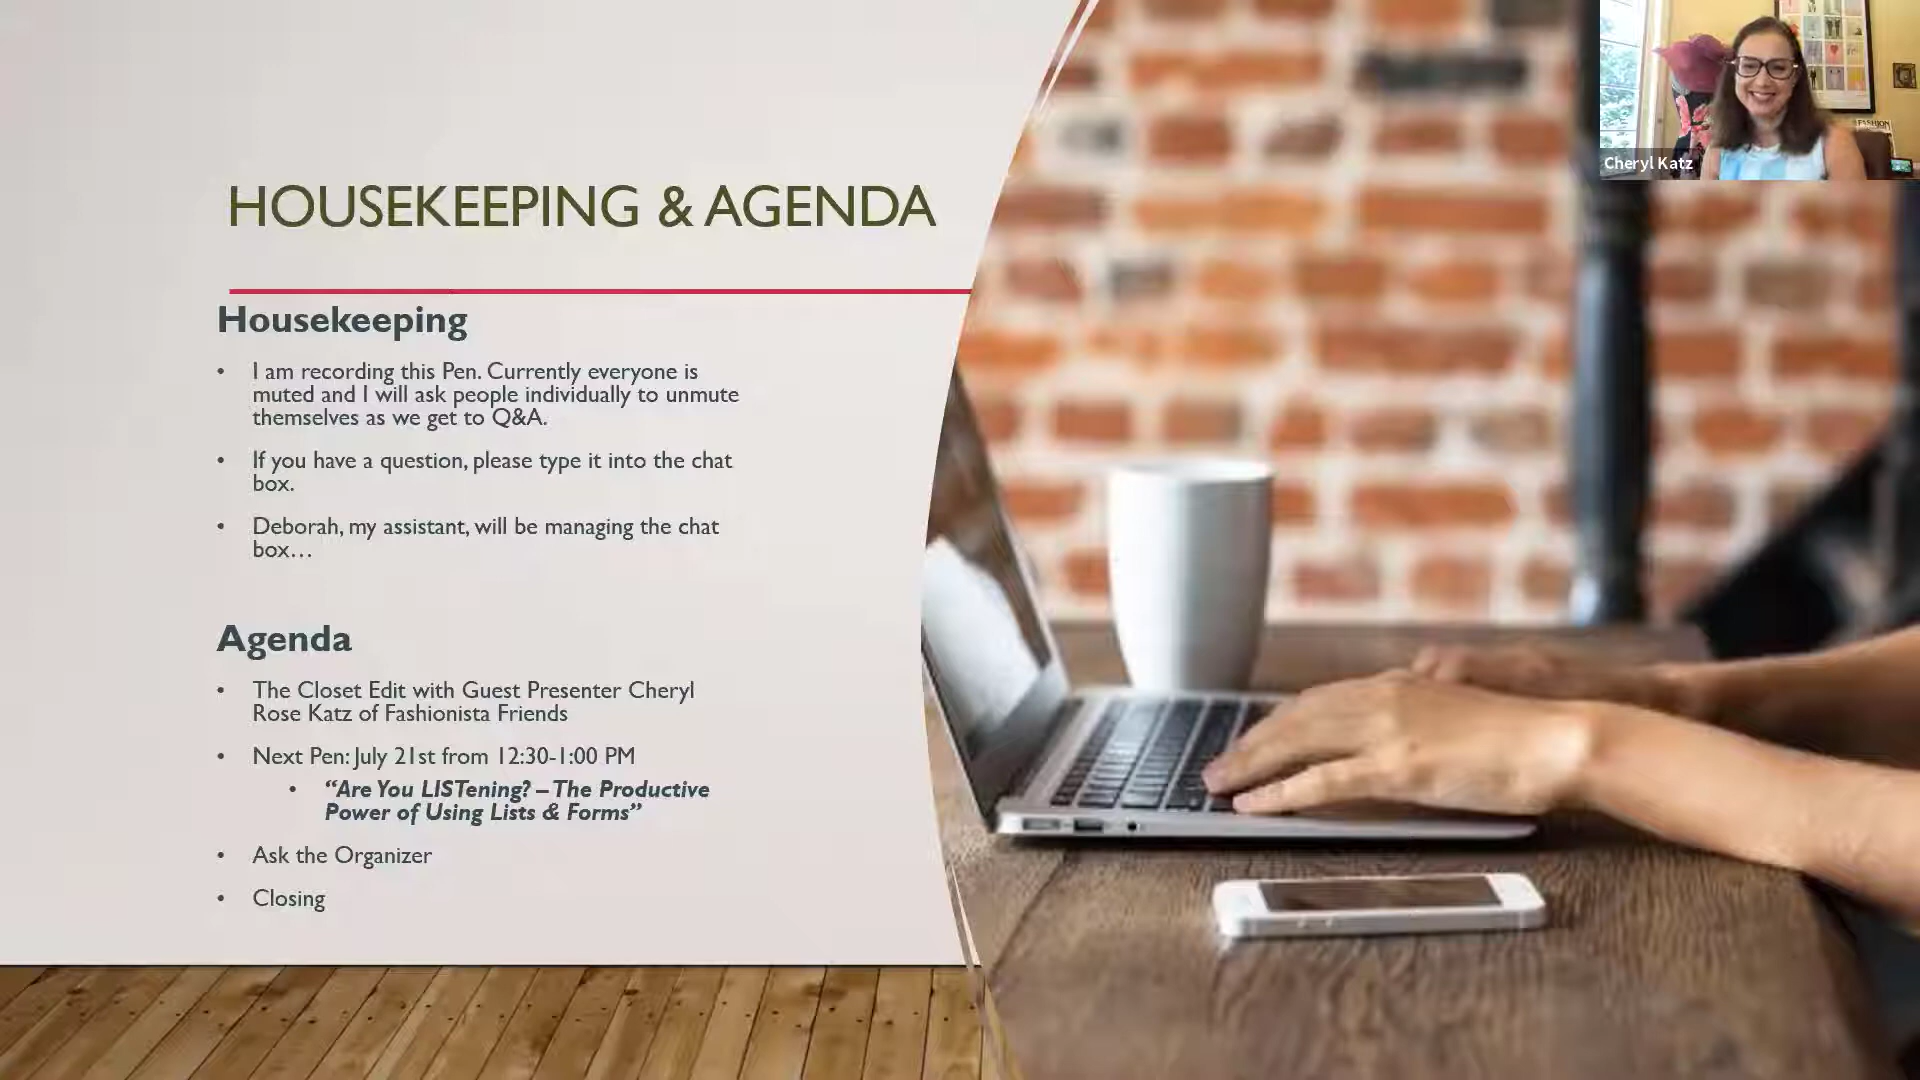 HOUSEKEEPING & AGENDA
Housekeeping
• I am recording this Pen. Currently everyone is
muted and I will ask people individually to unmute
themselves as we get to Q&A.
• If you have a question, please type it into the chat
box.
• Deborah, my assistant, will be managing the chat
box…
Agenda
• The Closet Edit with Guest Presenter Cheryl
Rose Katz of Fashionista Friends
• Next Pen: July 21st from 12:30-1:00 PM
• “Are You LISTening? – The Productive
Power of Using Lists & Forms”
• Ask the Organizer
• Closing
Cheryl Katz
FASHION